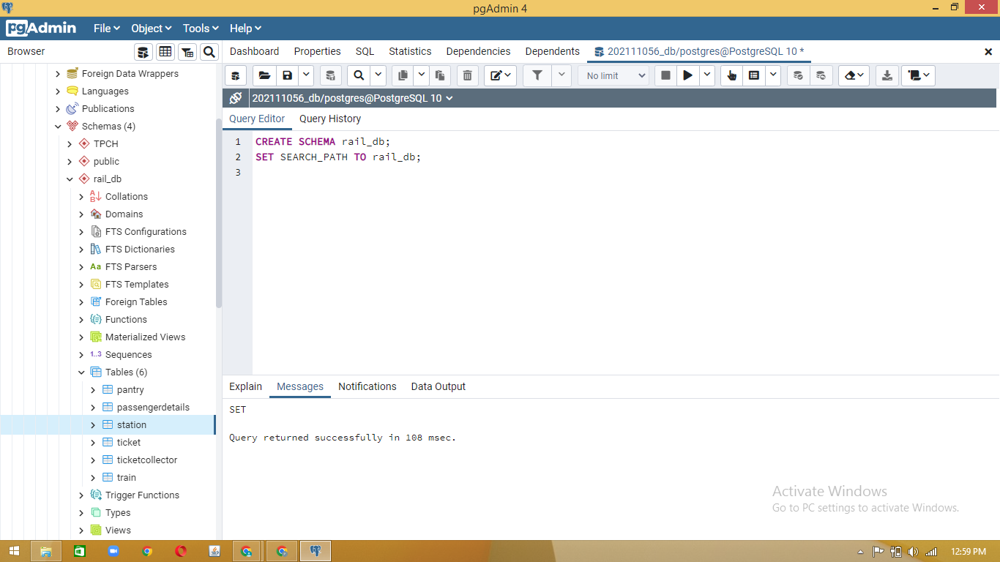 pgAdmin 4
pgAdmin File Object Tools Help
Browser
Dashboard Properties SQL Statistics Dependencies Dependents 202111056_db/postgres@PostgreSQL 10 *
No limit
202111056_db/postgres@PostgreSQL 10
Query Editor Query History
Foreign Data Wrappers
Languages
Publications
Schemas (4)
TPCH
public
rail_db
Collations
Domains
FTS Configurations
FTS Dictionaries
Aa FTS Parsers
FTS Templates
Foreign Tables
Functions
Materialized Views
1..3 Sequences
Tables (6)
pantry
passengerdetails
station
ticket
ticketcollector
train
Trigger Functions
Types
Views
1 CREATE SCHEMA rail_db;
2 SET SEARCH_PATH TO rail_db;
3
Explain Messages Notifications Data Output
SET
Query returned successfully in 108 msec.
Activate Windows
Go to PC settings to activate Windows.
12:59 PM